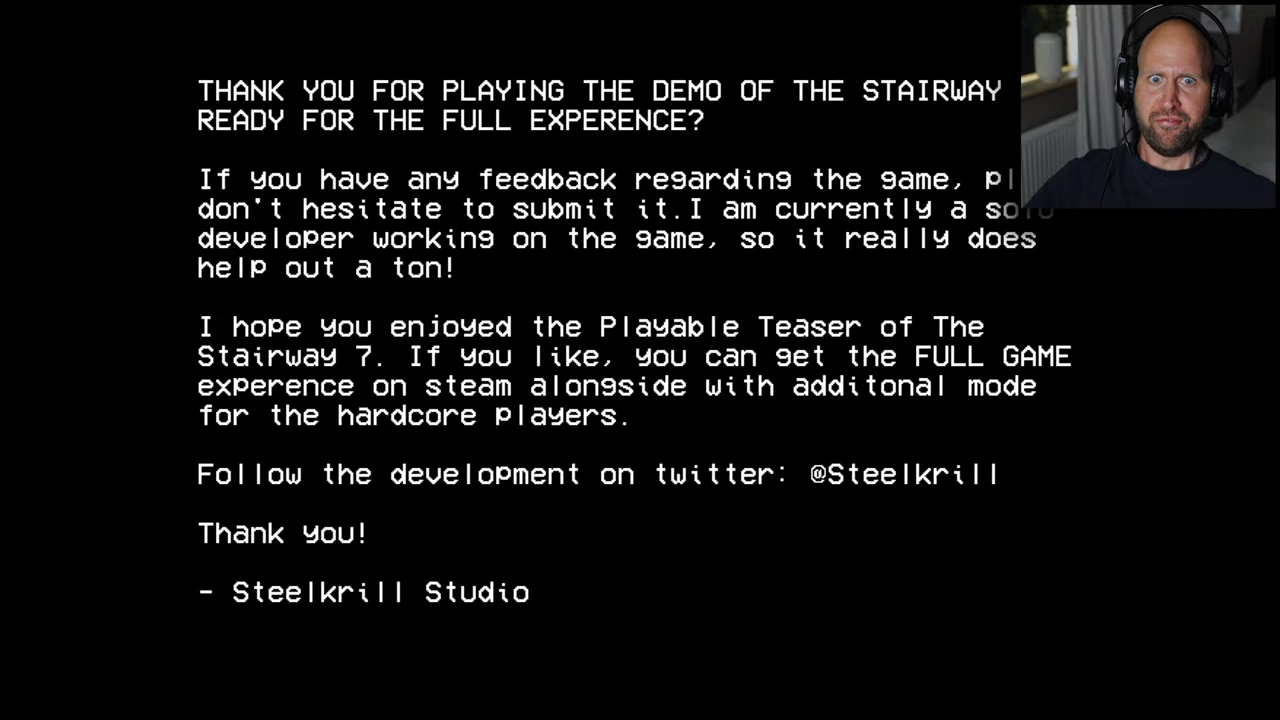 THANK YOU FOR PLAYING THE DEMO OF THE STAIRWAY
READY FOR THE FULL EXPERENCE?
If you have any feedback regarding the game,
don't hesitate to submit it.I am currently a solo
developer working on the game, so it really does
help out a ton!
I hope you enjoyed the Playable Teaser of The
Stairway 7. If you like, you can get the FULL GAME
experence on steam alongside with additonal mode
for the hardcore players.
Follow the development on twitter: @Steelkrill
Thank you!
- Steelkrill Studio